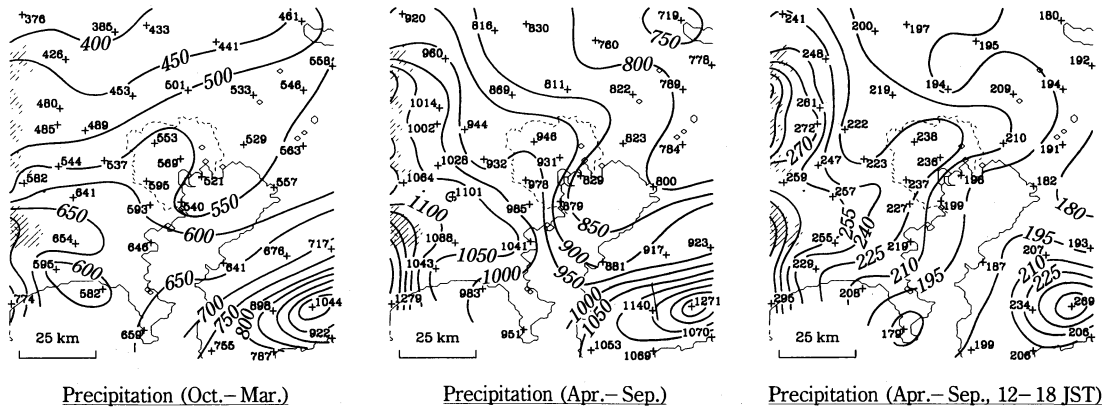 376 385 433 461
400
426 441
450
558
500
480 453 501 533 546
485 489
553 529 563
544 537 569
582 595 521 557
641 593 540 550
650 600
654 646 676 717
595 641
600 650
582 700
774 750 898 1044
659 800 922
25 km 755 787
Precipitation (Oct.–Mar.)
920 816 830 719
750
960 760 778
800
1014 869 811 822 789
1002 944
946 823 784
1028 932 931
1064 978 829 800
1101 985 879
1100 850
1088 1041 900 917 923
1050 950 881
1043 1000
983
1279 1000 1140 1271
951 1050 1070
25 km 1053 1069
Precipitation (Apr.–Sep.)
241 200 197 180
195
248 192
219 194 209 194
261
272 222 238 210 191
270
247 223 236
259 237 196 182
257 227 199
255 180
240 195
255 219 207 193
225 187 210
229 210 225
208 195
295 234 269
179 206
25 km 199 206
Precipitation (Apr.–Sep., 12–18 JST)